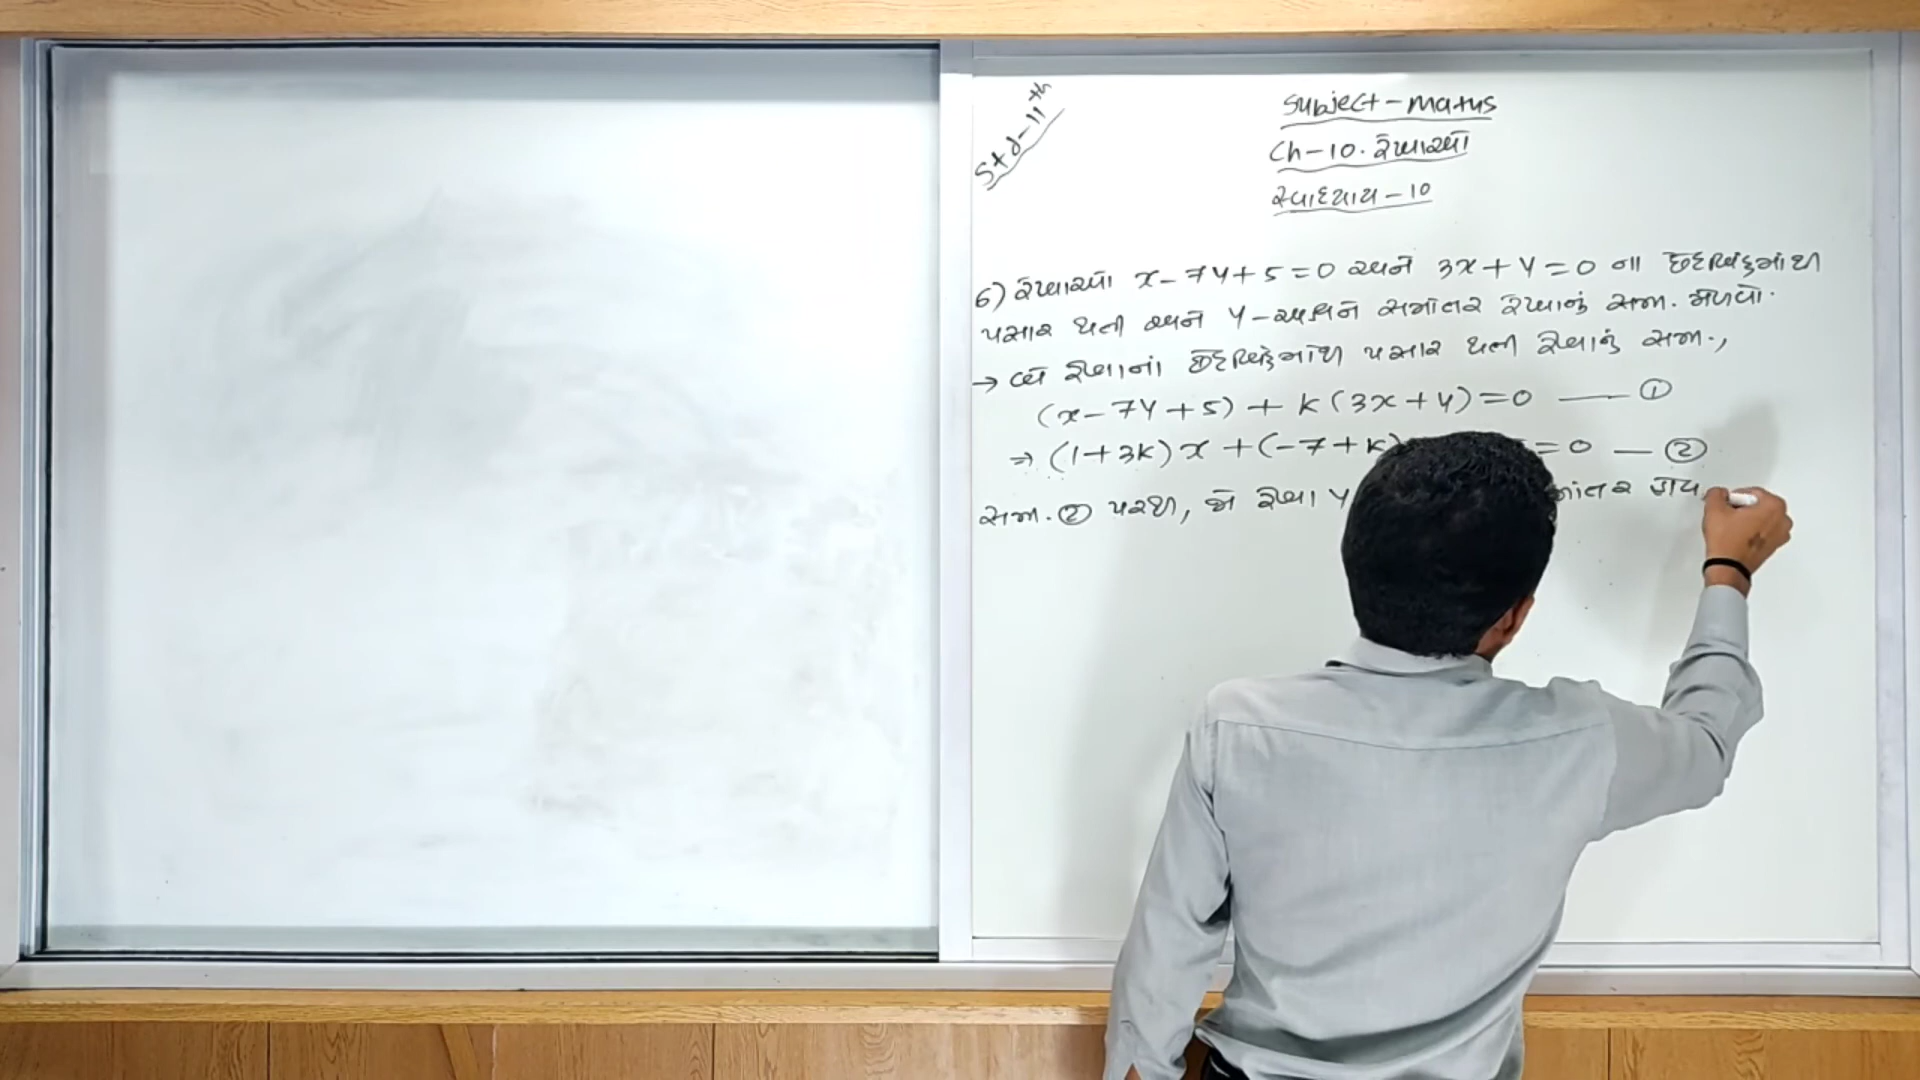 Std-11th
Subject-Maths
Ch-10. રેખાઓ
સ્વાધ્યાય-10
6) રેખાઓ x-7y+5=0 અને 3x+y=0 ના છેદબિંદુમાંથી
પસાર થતી અને y-અક્ષને સમાંતર રેખાનું સમી. મેળવો.
→ બે રેખાનાં છેદબિંદુમાંથી પસાર થતી રેખાનું સમી.,
(x-7y+5) + k(3x+y)=0 — ①
⇒ (1+3k)x +(-7+k) =0 — ②
સમી. ② પરથી, જો રેખા y માંતર હોય,